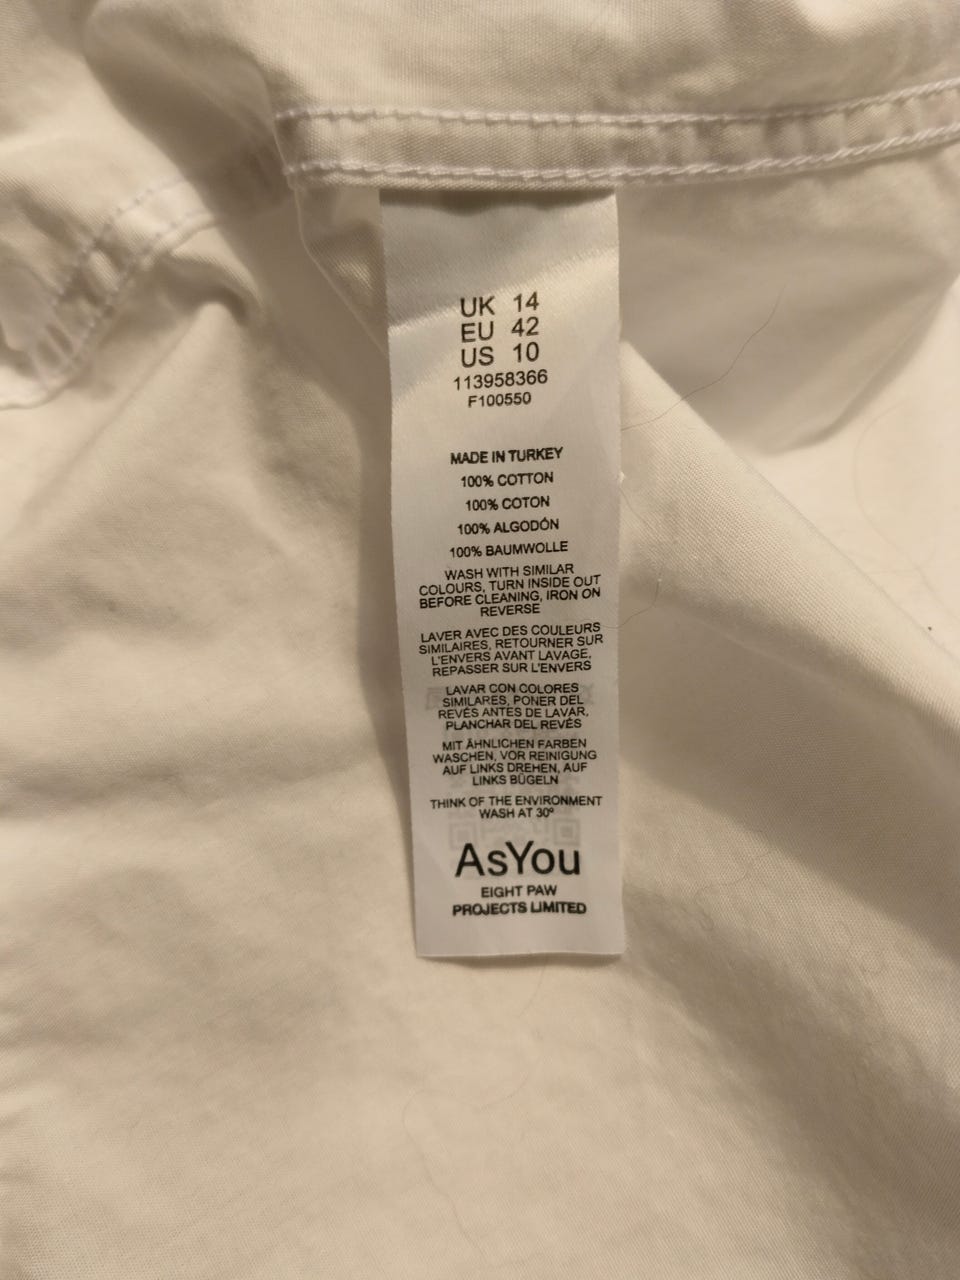 UK 14
EU 42
US 10
113958366
F100550
MADE IN TURKEY
100% COTTON
100% COTON
100% ALGODÓN
100% BAUMWOLLE
WASH WITH SIMILAR
COLOURS, TURN INSIDE OUT
BEFORE CLEANING, IRON ON
REVERSE
LAVER AVEC DES COULEURS
SIMILAIRES, RETOURNER SUR
L'ENVERS AVANT LAVAGE,
REPASSER SUR L'ENVERS
LAVAR CON COLORES
SIMILARES, PONER DEL
REVÉS ANTES DE LAVAR,
PLANCHAR DEL REVÉS
MIT ÄHNLICHEN FARBEN
WASCHEN, VOR REINIGUNG
AUF LINKS DREHEN, AUF
LINKS BÜGELN
THINK OF THE ENVIRONMENT
WASH AT 30º
AsYou
EIGHT PAW
PROJECTS LIMITED